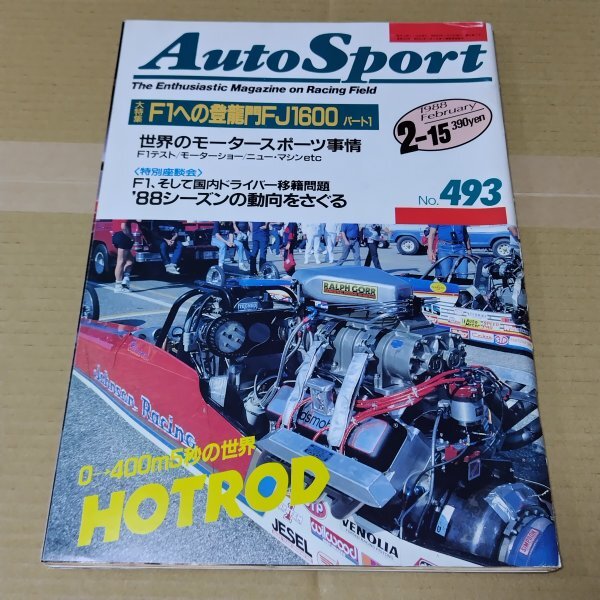 AutoSport
The Enthusiastic Magazine on Racing Field
大特集 F1への登龍門FJ1600 パート1
1988
February
2-15 390yen
世界のモータースポーツ事情
F1テスト/モーターショー/ニュー・マシンetc
〈特別座談会〉
F1、そして国内ドライバー移籍問題
'88シーズンの動向をさぐる
No. 493
RALPH GORR
Johnson Racing
0→400m5秒の世界
HOTROD
JESEL
VENOLIA